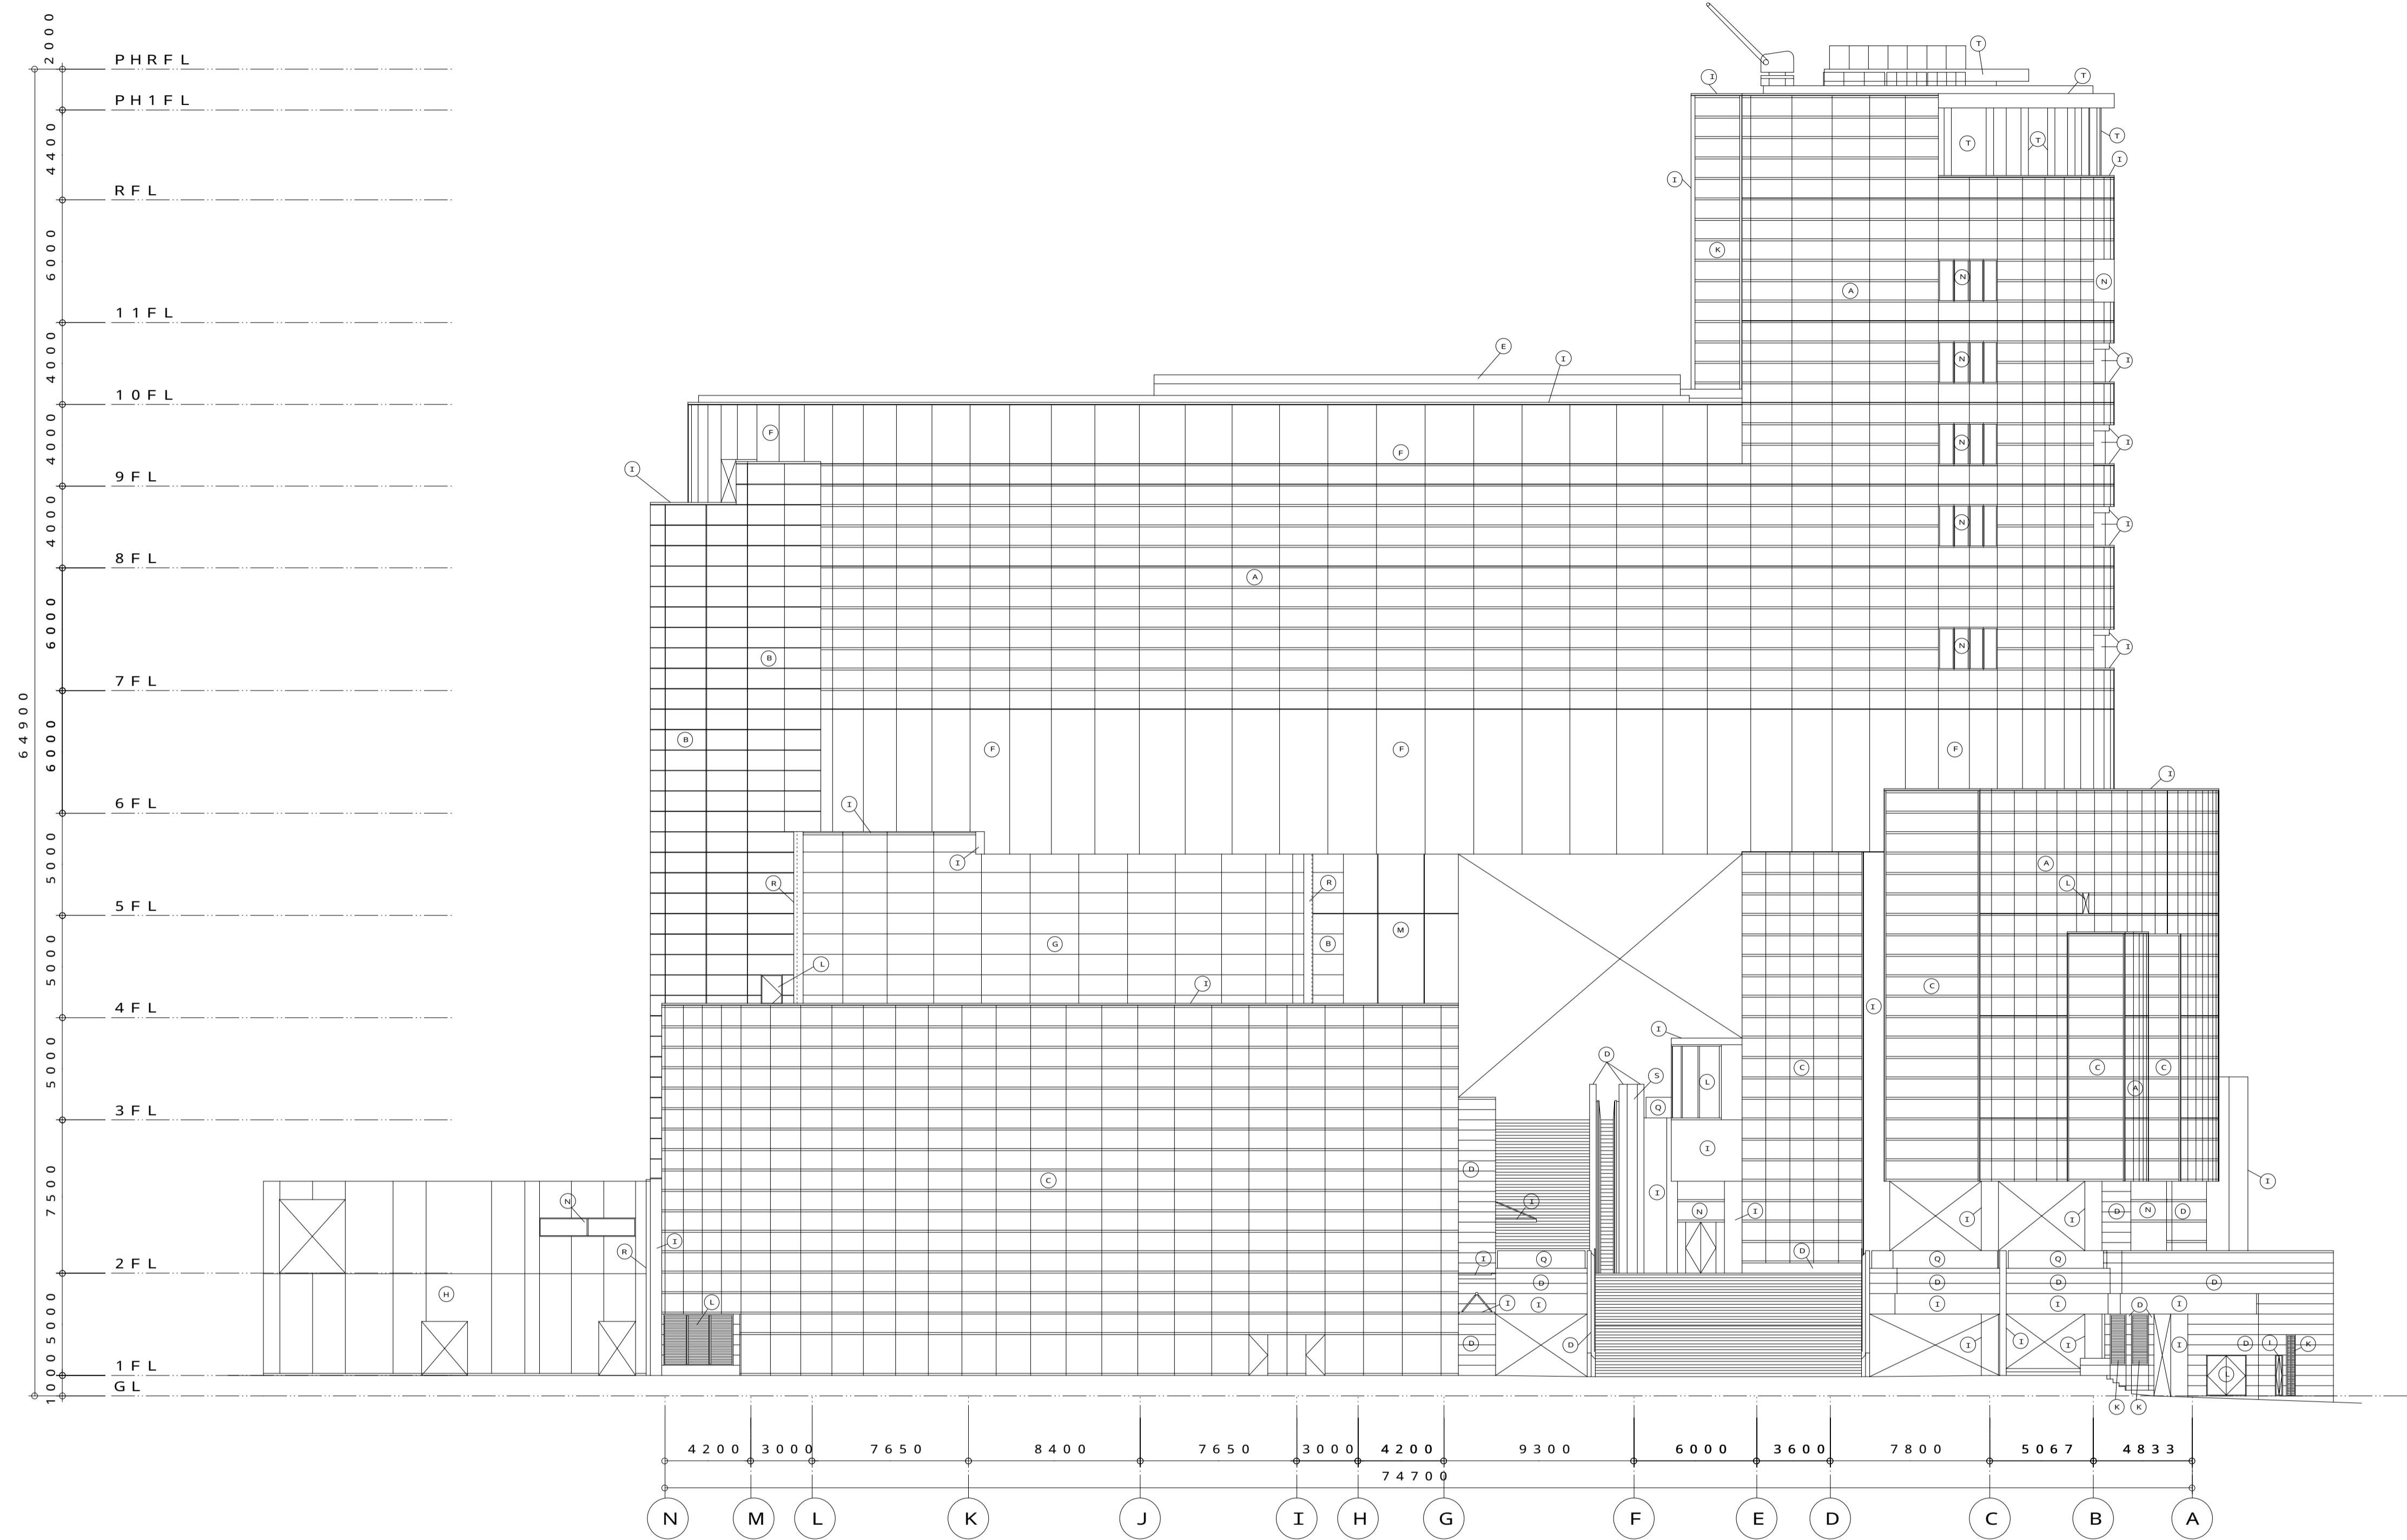 2000
PHRFL
T
T
I
PH1FL
4400
T
T
T
I
I
RFL
K
6000
N
N
A
11FL
E
I
N
I
4000
10FL
F
F
N
I
4000
I
9FL
4000
N
I
8FL
A
6000
N
I
B
7FL
64900
6000
B
F
F
F
I
6FL
I
5000
I
A
R
R
L
5FL
M
G
B
5000
L
I
C
I
4FL
I
D
5000
C
C
C
S
L
A
Q
3FL
I
D
C
I
7500
I
N
I
N
I
I
I
I
D
N
D
I
R
D
I
Q
Q
Q
2FL
D
D
D
D
H
L
I
I
I
I
D
I
5000
D
D
I
I
I
I
D
L
K
1FL
L
1000
GL
K
K
4200
3000
7650
8400
7650
3000
4200
9300
6000
3600
7800
5067
4833
74700
N
M
L
K
J
I
H
G
F
E
D
C
B
A